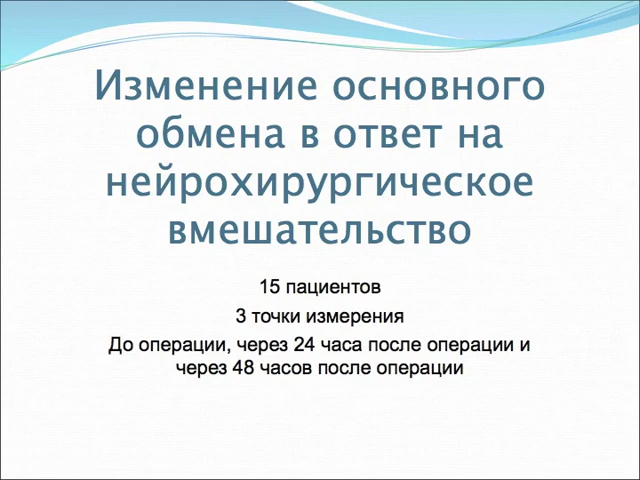 Изменение основного
обмена в ответ на
нейрохирургическое
вмешательство
15 пациентов
3 точки измерения
До операции, через 24 часа после операции и
через 48 часов после операции